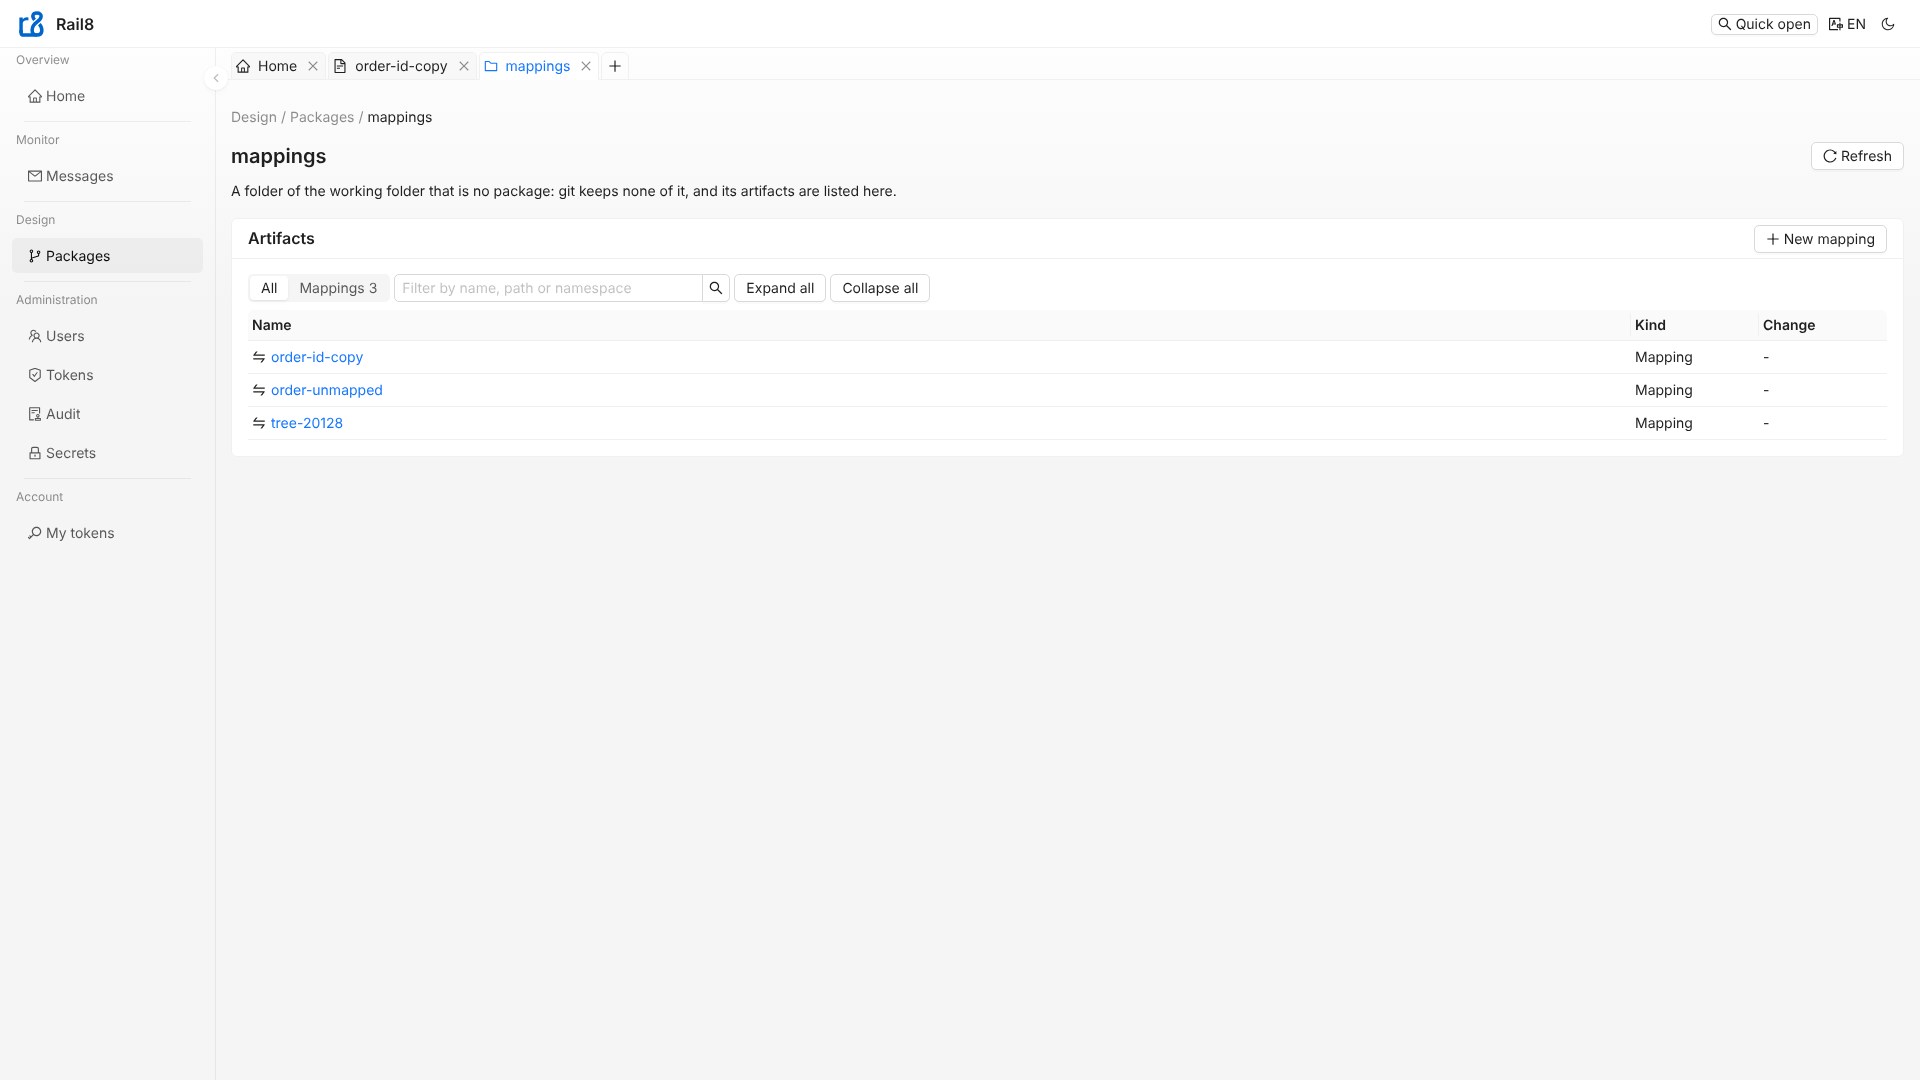 Rail8
Quick open
EN
Overview
Home
Monitor
Messages
Design
Packages
Administration
Users
Tokens
Audit
Secrets
Account
My tokens
Home
order-id-copy
mappings
Design / Packages / mappings
mappings
Refresh
A folder of the working folder that is no package: git keeps none of it, and its artifacts are listed here.
Artifacts
New mapping
All
Mappings 3
Filter by name, path or namespace
Expand all
Collapse all
Name Kind Change
order-id-copy Mapping -
order-unmapped Mapping -
tree-20128 Mapping -